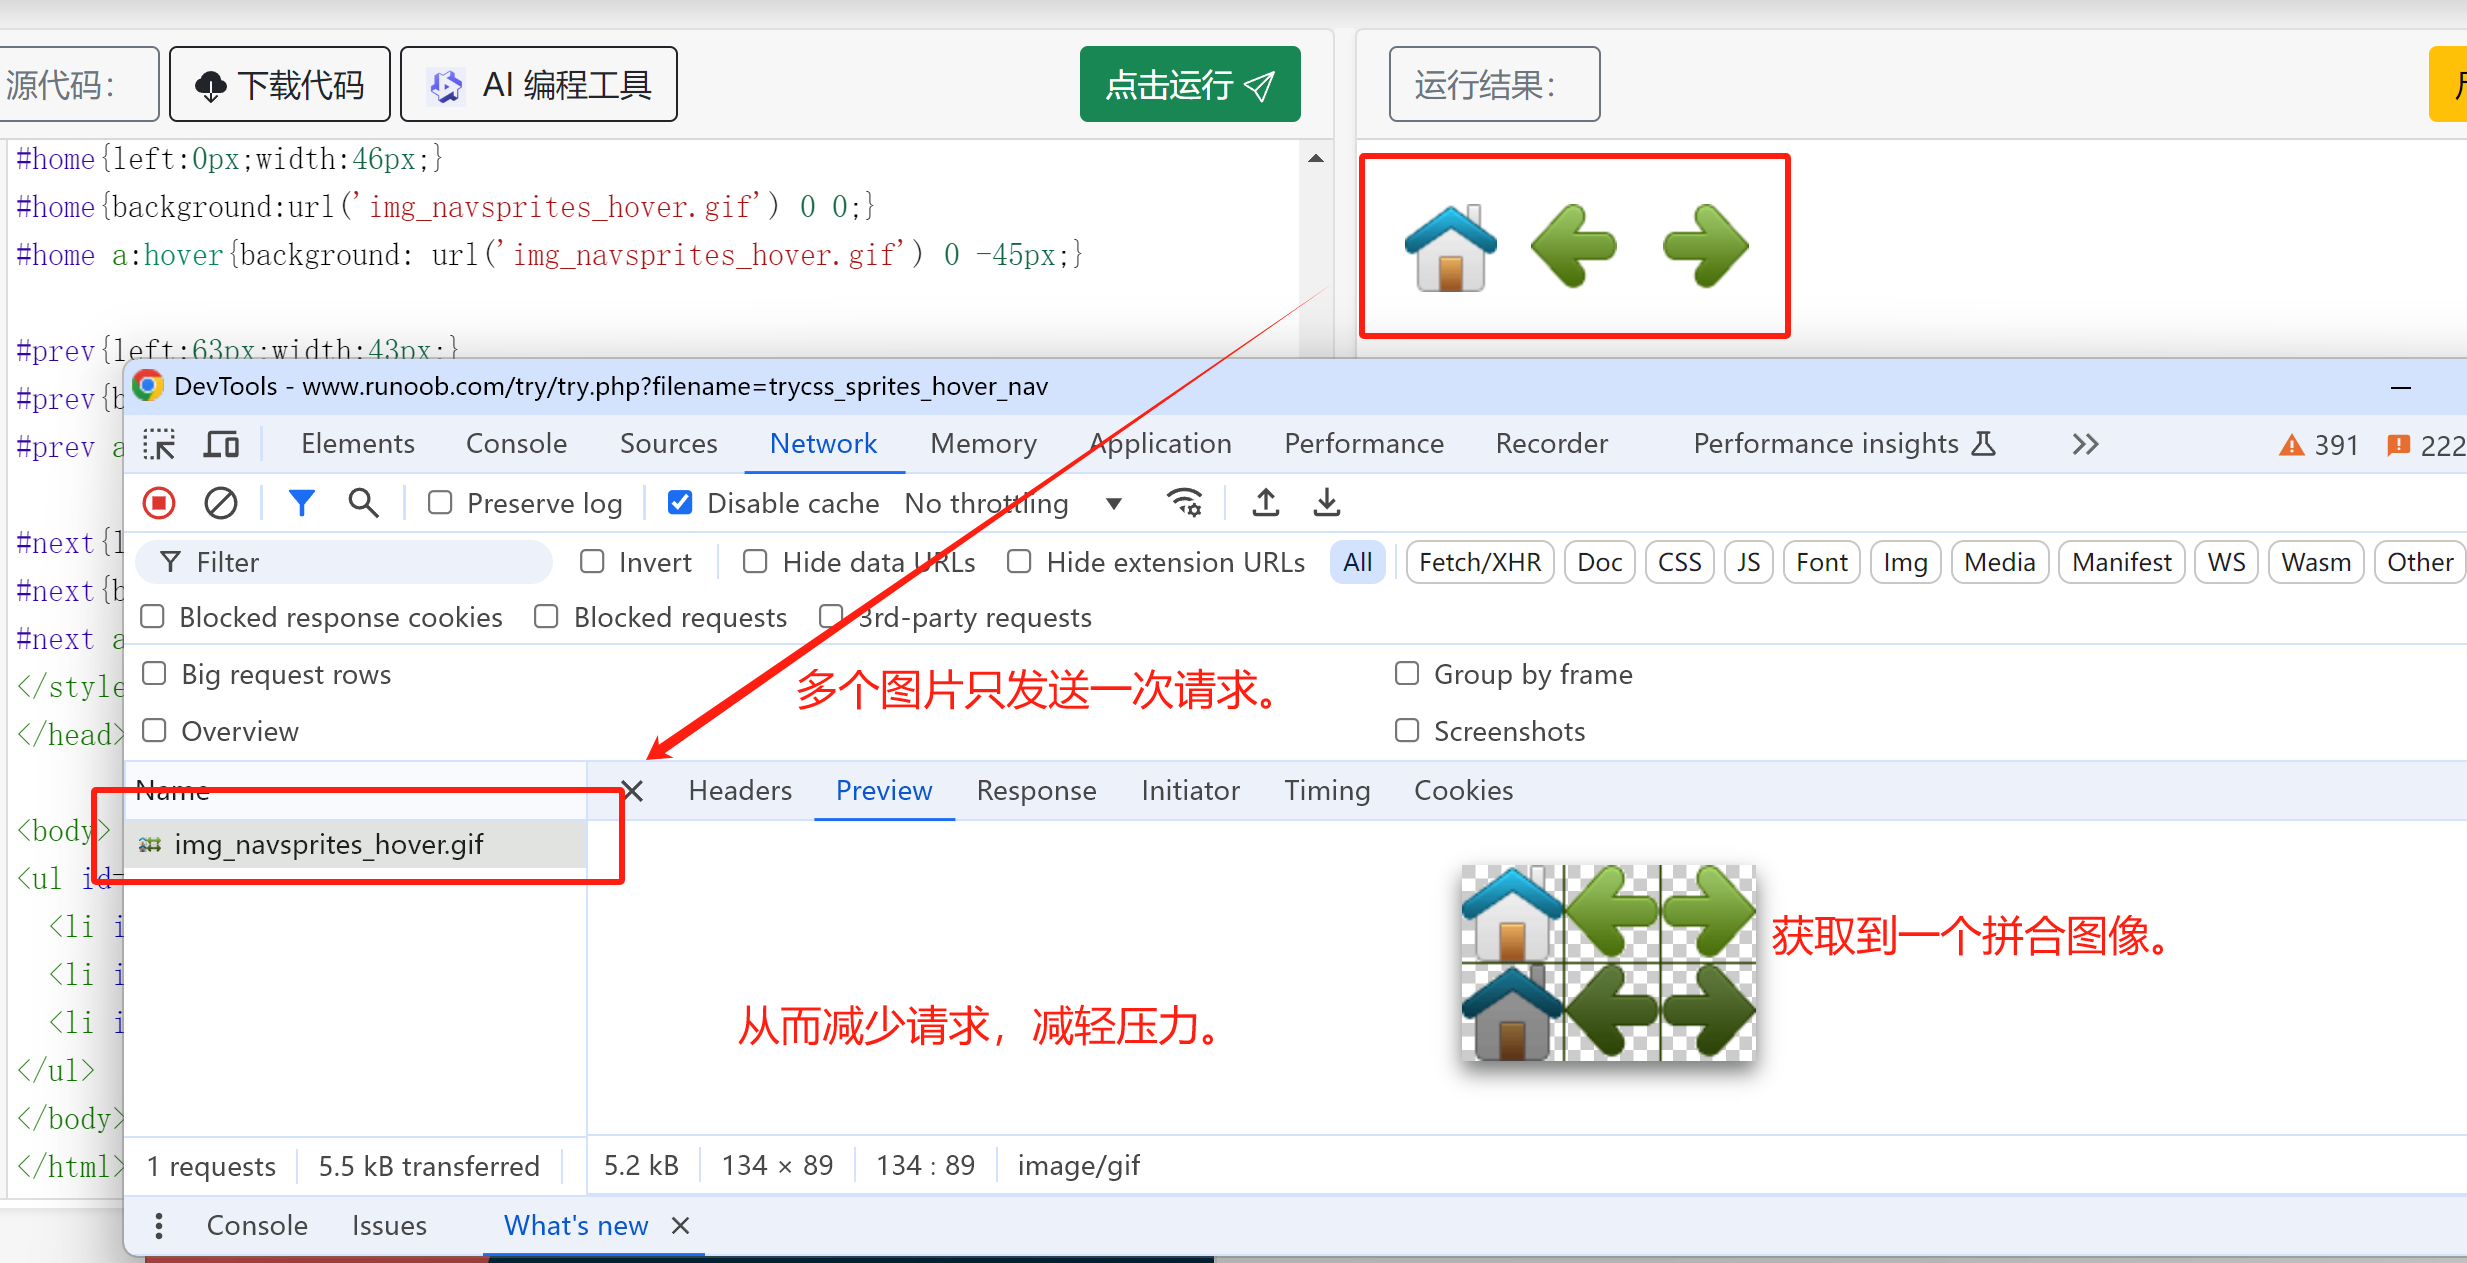 源代码：
下载代码
AI 编程工具
点击运行
运行结果：
#home{left:0px;width:46px;}
#home{background:url('img_navsprites_hover.gif') 0 0;}
#home a:hover{background: url('img_navsprites_hover.gif') 0 -45px;}
#prev{left:63px;width:43px;}
#prev{b
#prev a
#next{l
#next{b
#next a
</style
</head>
<body>
<ul id=
<li i
<li i
<li i
</ul>
</body>
</html>
DevTools - www.runoob.com/try/try.php?filename=trycss_sprites_hover_nav
Elements Console Sources Network Memory Application Performance Recorder Performance insights 391 222
Preserve log Disable cache No throttling
Filter Invert Hide data URLs Hide extension URLs All Fetch/XHR Doc CSS JS Font Img Media Manifest WS Wasm Other
Blocked response cookies Blocked requests 3rd-party requests
Big request rows Group by frame
多个图片只发送一次请求。
Overview Screenshots
Name Headers Preview Response Initiator Timing Cookies
img_navsprites_hover.gif
获取到一个拼合图像。
从而减少请求，减轻压力。
1 requests 5.5 kB transferred 5.2 kB 134 × 89 134 : 89 image/gif
Console Issues What's new